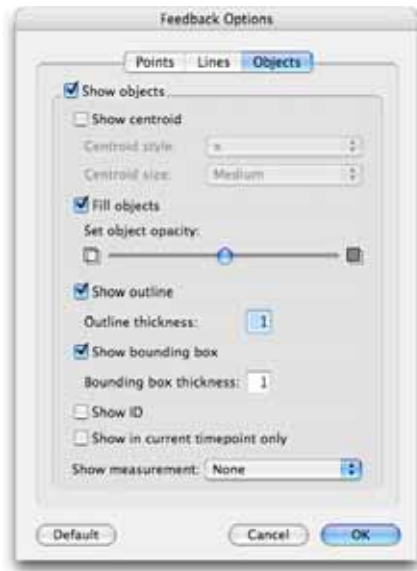 Feedback Options
Points Lines Objects
Show objects
Show centroid
Centroid style: x
Centroid size: Medium
Fill objects
Set object opacity:
Show outline
Outline thickness: 1
Show bounding box
Bounding box thickness: 1
Show ID
Show in current timepoint only
Show measurement: None
Default Cancel OK